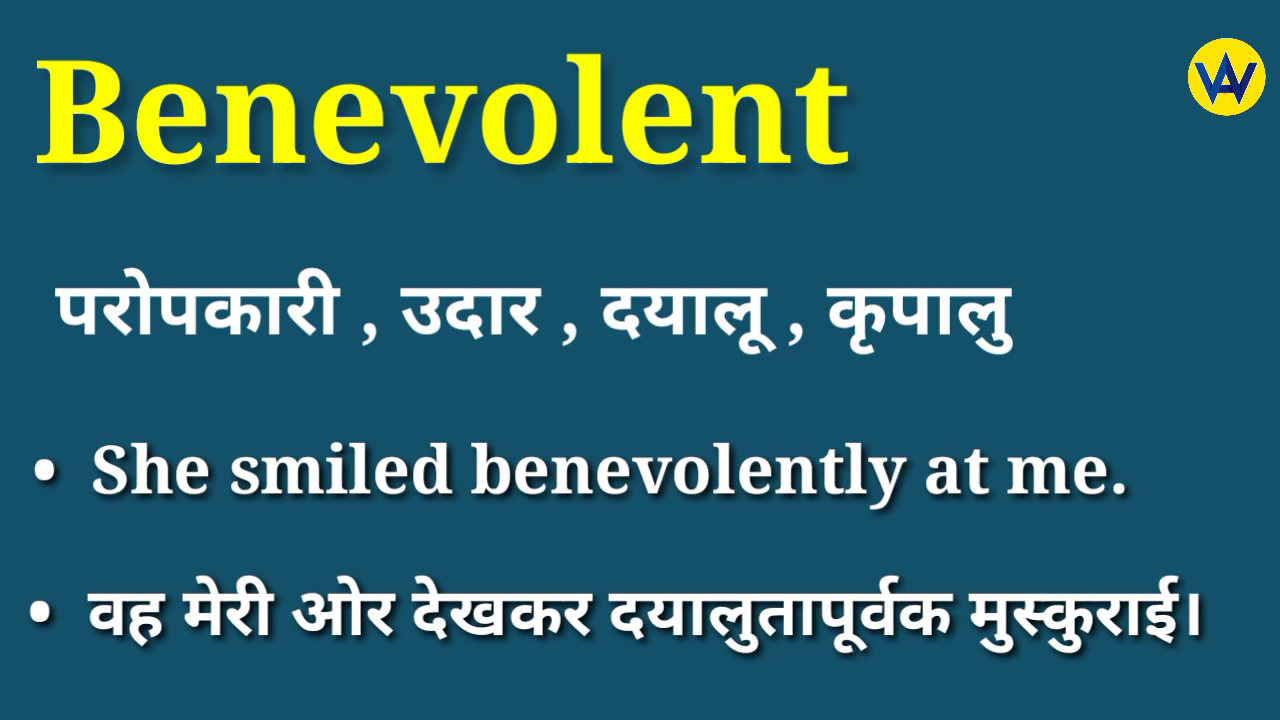 Benevolent
परोपकारी , उदार , दयालू , कृपालु
• She smiled benevolently at me.
• वह मेरी ओर देखकर दयालुतापूर्वक मुस्कुराई।